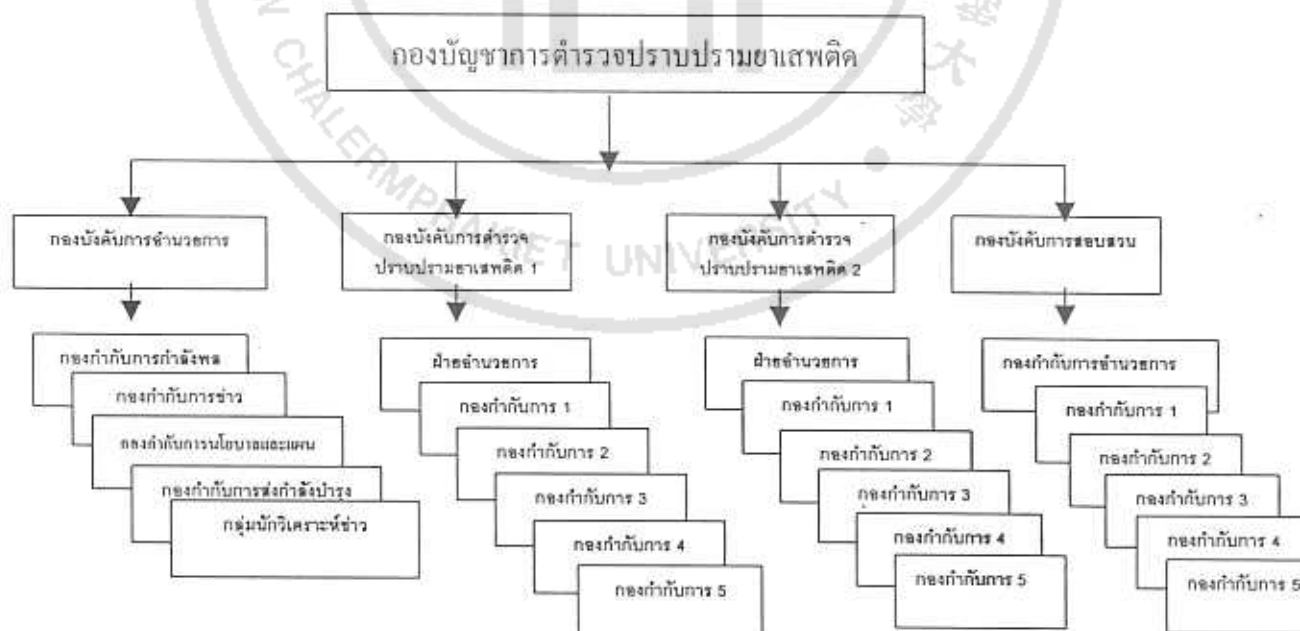 กองบัญชาการตำรวจปราบปรามยาเสพติด
กองบังคับการอำนวยการ
กองบังคับการตำรวจ
ปราบปรามยาเสพติด 1
กองบังคับการตำรวจ
ปราบปรามยาเสพติด 2
กองบังคับการสอบสวน
กองกำกับการกำลังพล
กองกำกับการข่าว
กองกำกับการนโยบายและแผน
กองกำกับการส่งกำลังบำรุง
กลุ่มนักวิเคราะห์ข่าว
ฝ่ายอำนวยการ
กองกำกับการ 1
กองกำกับการ 2
กองกำกับการ 3
กองกำกับการ 4
กองกำกับการ 5
ฝ่ายอำนวยการ
กองกำกับการ 1
กองกำกับการ 2
กองกำกับการ 3
กองกำกับการ 4
กองกำกับการ 5
กองกำกับการอำนวยการ
กองกำกับการ 1
กองกำกับการ 2
กองกำกับการ 3
กองกำกับการ 4
กองกำกับการ 5
CHALERMPRAKIET UNIVERSITY
大學